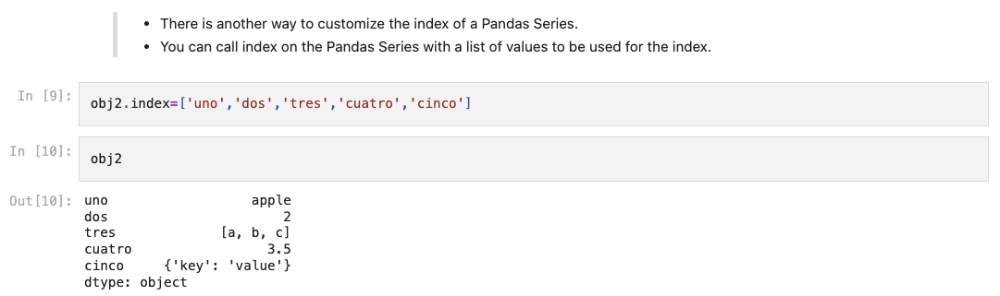 • There is another way to customize the index of a Pandas Series.
• You can call index on the Pandas Series with a list of values to be used for the index.
In [9]: obj2.index=['uno','dos','tres','cuatro','cinco']
In [10]: obj2
Out[10]: uno                  apple
dos                      2
tres             [a, b, c]
cuatro                 3.5
cinco     {'key': 'value'}
dtype: object